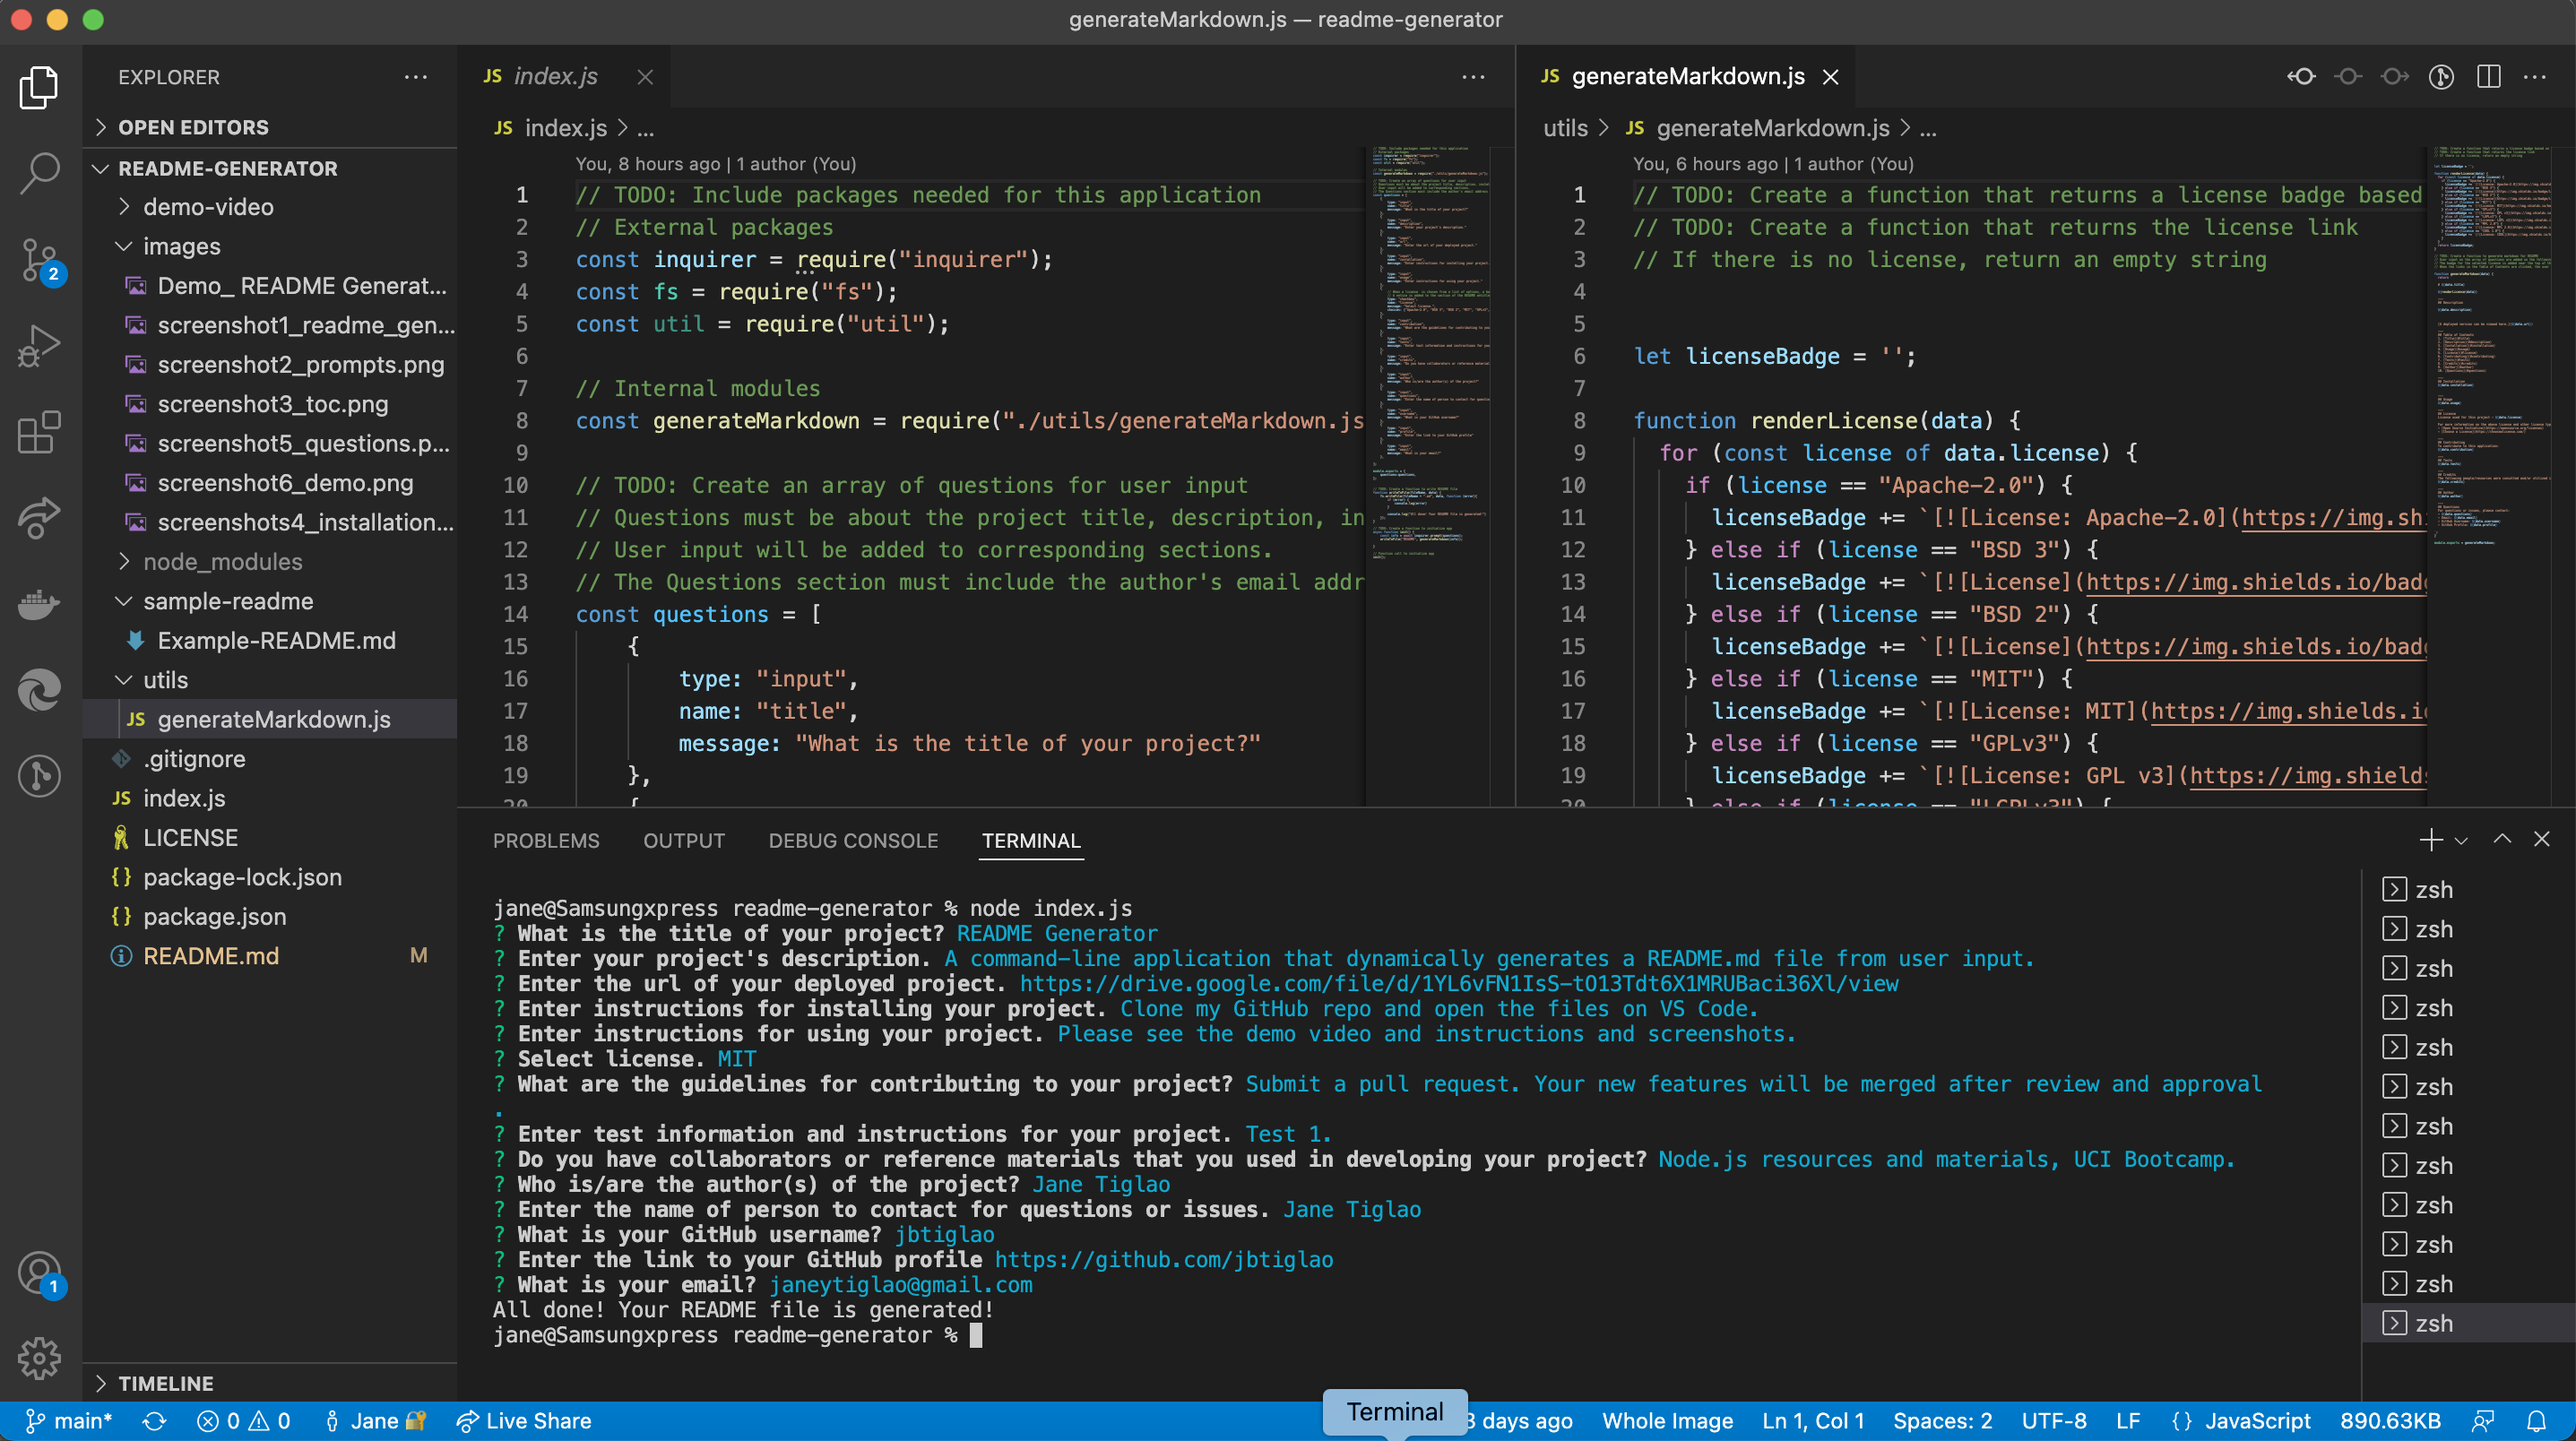 generateMarkdown.js — readme-generator
EXPLORER
OPEN EDITORS
README-GENERATOR
demo-video
images
Demo_ README Generat...
screenshot1_readme_gen...
screenshot2_prompts.png
screenshot3_toc.png
screenshot5_questions.p...
screenshot6_demo.png
screenshots4_installation...
node_modules
sample-readme
Example-README.md
utils
JS generateMarkdown.js
.gitignore
JS index.js
LICENSE
{} package-lock.json
{} package.json
README.md M
TIMELINE
2
1
JS index.js
JS index.js > ...
You, 8 hours ago | 1 author (You)
1 // TODO: Include packages needed for this application
2 // External packages
3 const inquirer = require("inquirer");
4 const fs = require("fs");
5 const util = require("util");
6
7 // Internal modules
8 const generateMarkdown = require("./utils/generateMarkdown.js
9
10 // TODO: Create an array of questions for user input
11 // Questions must be about the project title, description, in
12 // User input will be added to corresponding sections.
13 // The Questions section must include the author's email addr
14 const questions = [
15 {
16 type: "input",
17 name: "title",
18 message: "What is the title of your project?"
19 },
20 {
JS generateMarkdown.js
utils > JS generateMarkdown.js > ...
You, 6 hours ago | 1 author (You)
1 // TODO: Create a function that returns a license badge based
2 // TODO: Create a function that returns the license link
3 // If there is no license, return an empty string
4
5
6 let licenseBadge = '';
7
8 function renderLicense(data) {
9 for (const license of data.license) {
10 if (license == "Apache-2.0") {
11 licenseBadge += `[![License: Apache-2.0](https://img.sh
12 } else if (license == "BSD 3") {
13 licenseBadge += `[![License](https://img.shields.io/bad
14 } else if (license == "BSD 2") {
15 licenseBadge += `[![License](https://img.shields.io/bad
16 } else if (license == "MIT") {
17 licenseBadge += `[![License: MIT](https://img.shields.i
18 } else if (license == "GPLv3") {
19 licenseBadge += `[![License: GPL v3](https://img.shield
20 } else if (license == "LGPLv3") {
PROBLEMS OUTPUT DEBUG CONSOLE TERMINAL
jane@Samsungxpress readme-generator % node index.js
? What is the title of your project? README Generator
? Enter your project's description. A command-line application that dynamically generates a README.md file from user input.
? Enter the url of your deployed project. https://drive.google.com/file/d/1YL6vFN1IsS-tO13Tdt6X1MRUBaci36Xl/view
? Enter instructions for installing your project. Clone my GitHub repo and open the files on VS Code.
? Enter instructions for using your project. Please see the demo video and instructions and screenshots.
? Select license. MIT
? What are the guidelines for contributing to your project? Submit a pull request. Your new features will be merged after review and approval
.
? Enter test information and instructions for your project. Test 1.
? Do you have collaborators or reference materials that you used in developing your project? Node.js resources and materials, UCI Bootcamp.
? Who is/are the author(s) of the project? Jane Tiglao
? Enter the name of person to contact for questions or issues. Jane Tiglao
? What is your GitHub username? jbtiglao
? Enter the link to your GitHub profile https://github.com/jbtiglao
? What is your email? janeytiglao@gmail.com
All done! Your README file is generated!
jane@Samsungxpress readme-generator %
zsh
zsh
zsh
zsh
zsh
zsh
zsh
zsh
zsh
zsh
zsh
zsh
Terminal
main* 0 0 Jane Live Share 3 days ago Whole Image Ln 1, Col 1 Spaces: 2 UTF-8 LF {} JavaScript 890.63KB